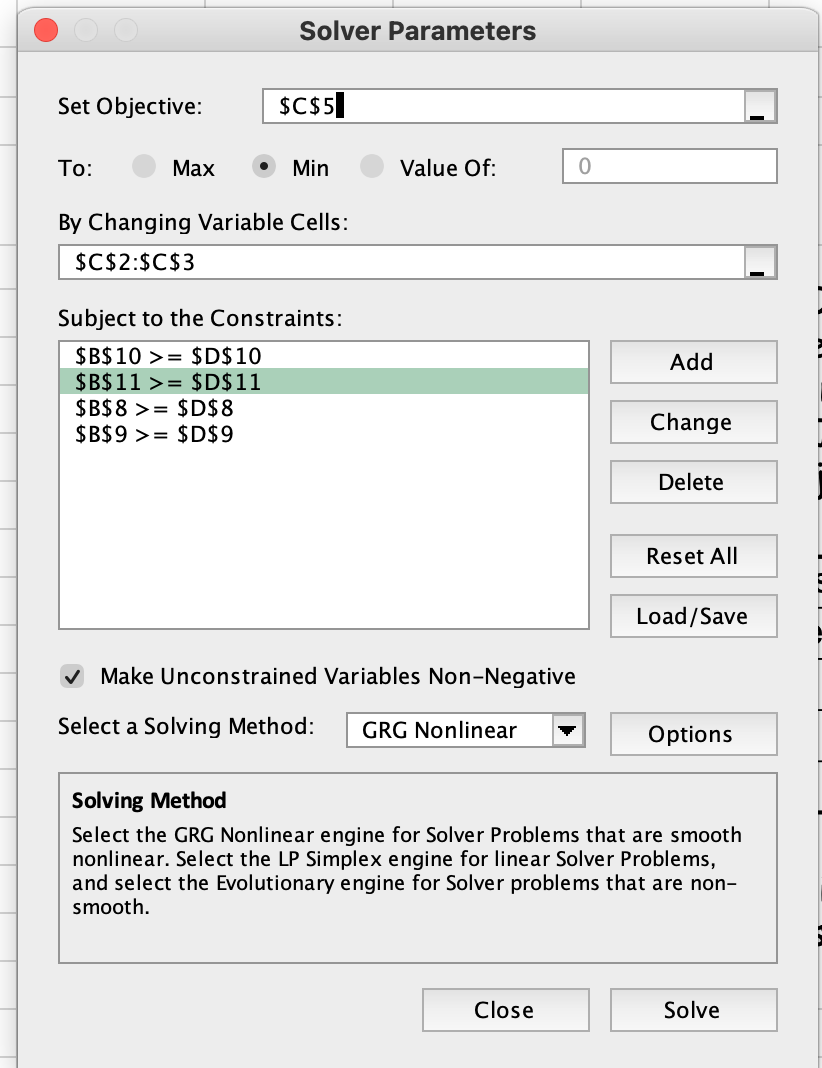 Solver Parameters
Set Objective: $C$5
To: Max Min Value Of: 0
By Changing Variable Cells:
$C$2:$C$3
Subject to the Constraints:
$B$10 >= $D$10
$B$11 >= $D$11
$B$8 >= $D$8
$B$9 >= $D$9
Add
Change
Delete
Reset All
Load/Save
Make Unconstrained Variables Non-Negative
Select a Solving Method: GRG Nonlinear Options
Solving Method
Select the GRG Nonlinear engine for Solver Problems that are smooth
nonlinear. Select the LP Simplex engine for linear Solver Problems,
and select the Evolutionary engine for Solver problems that are non-
smooth.
Close Solve